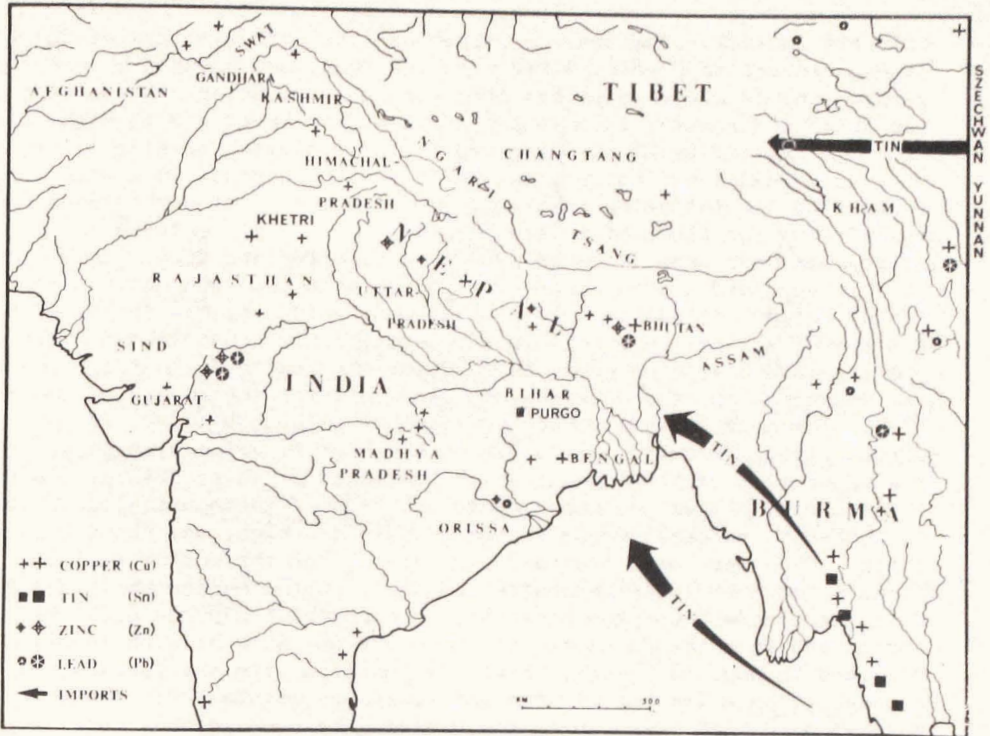 SWAT
GANDHARA
AFGHANISTAN
KASHMIR
TIBET
SZECHWAN YUNNAN
TIN
NGARI
CHANGTANG
HIMACHAL
PRADESH
KHAM
KHETRI
TSANG
NEPAL
RAJASTHAN
UTTAR
PRADESH
BHUTAN
ASSAM
SIND
INDIA
GUJARAT
BIHAR
PURGO
TIN
MADHYA
PRADESH
BENGAL
BURMA
ORISSA
TIN
COPPER (Cu)
TIN (Sn)
ZINC (Zn)
LEAD (Pb)
IMPORTS
KM 500